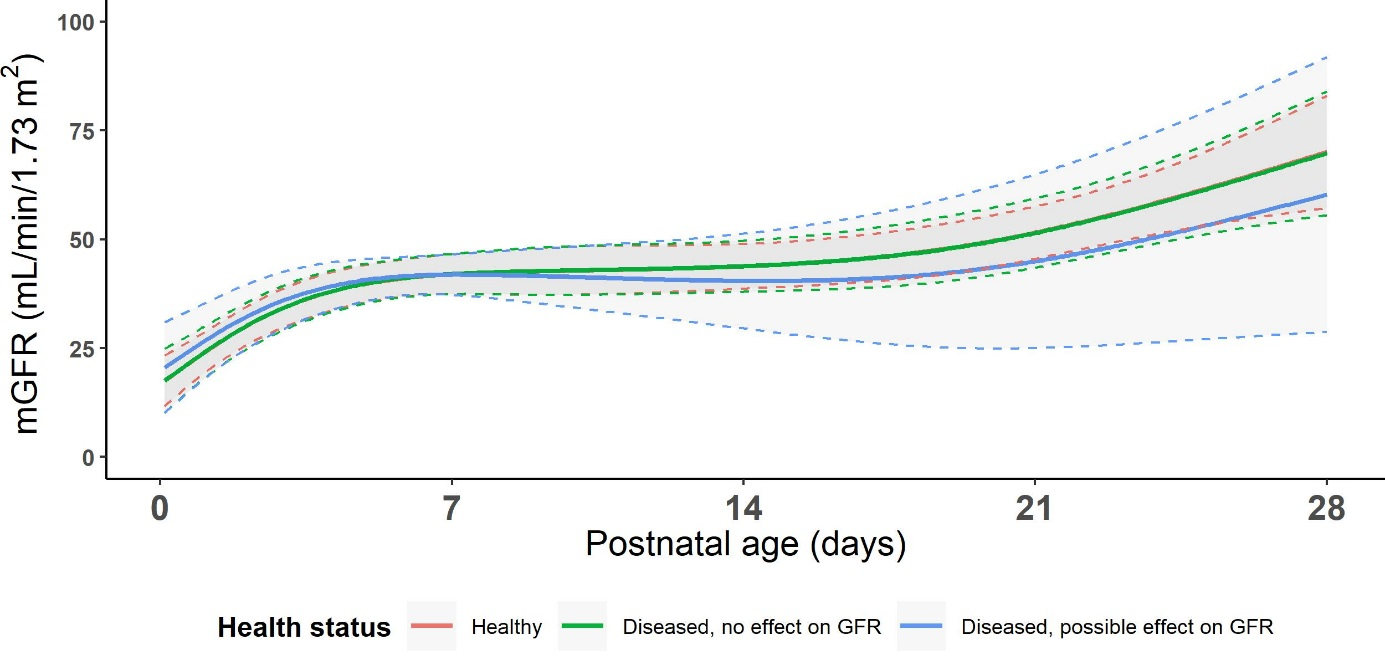 100
75
50
25
0
mGFR (mL/min/1.73 m²)
0 7 14 21 28
Postnatal age (days)
Health status Healthy Diseased, no effect on GFR Diseased, possible effect on GFR